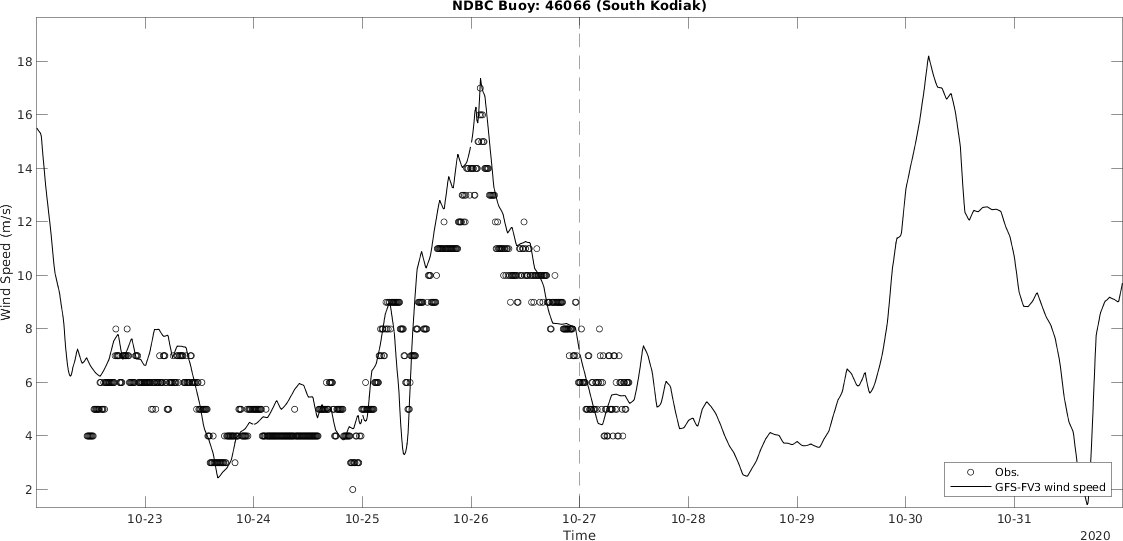 NDBC Buoy: 46066 (South Kodiak)
18
16
14
12
10
8
6
4
2
Wind Speed (m/s)
Obs.
GFS-FV3 wind speed
10-23 10-24 10-25 10-26 10-27 10-28 10-29 10-30 10-31
Time
2020